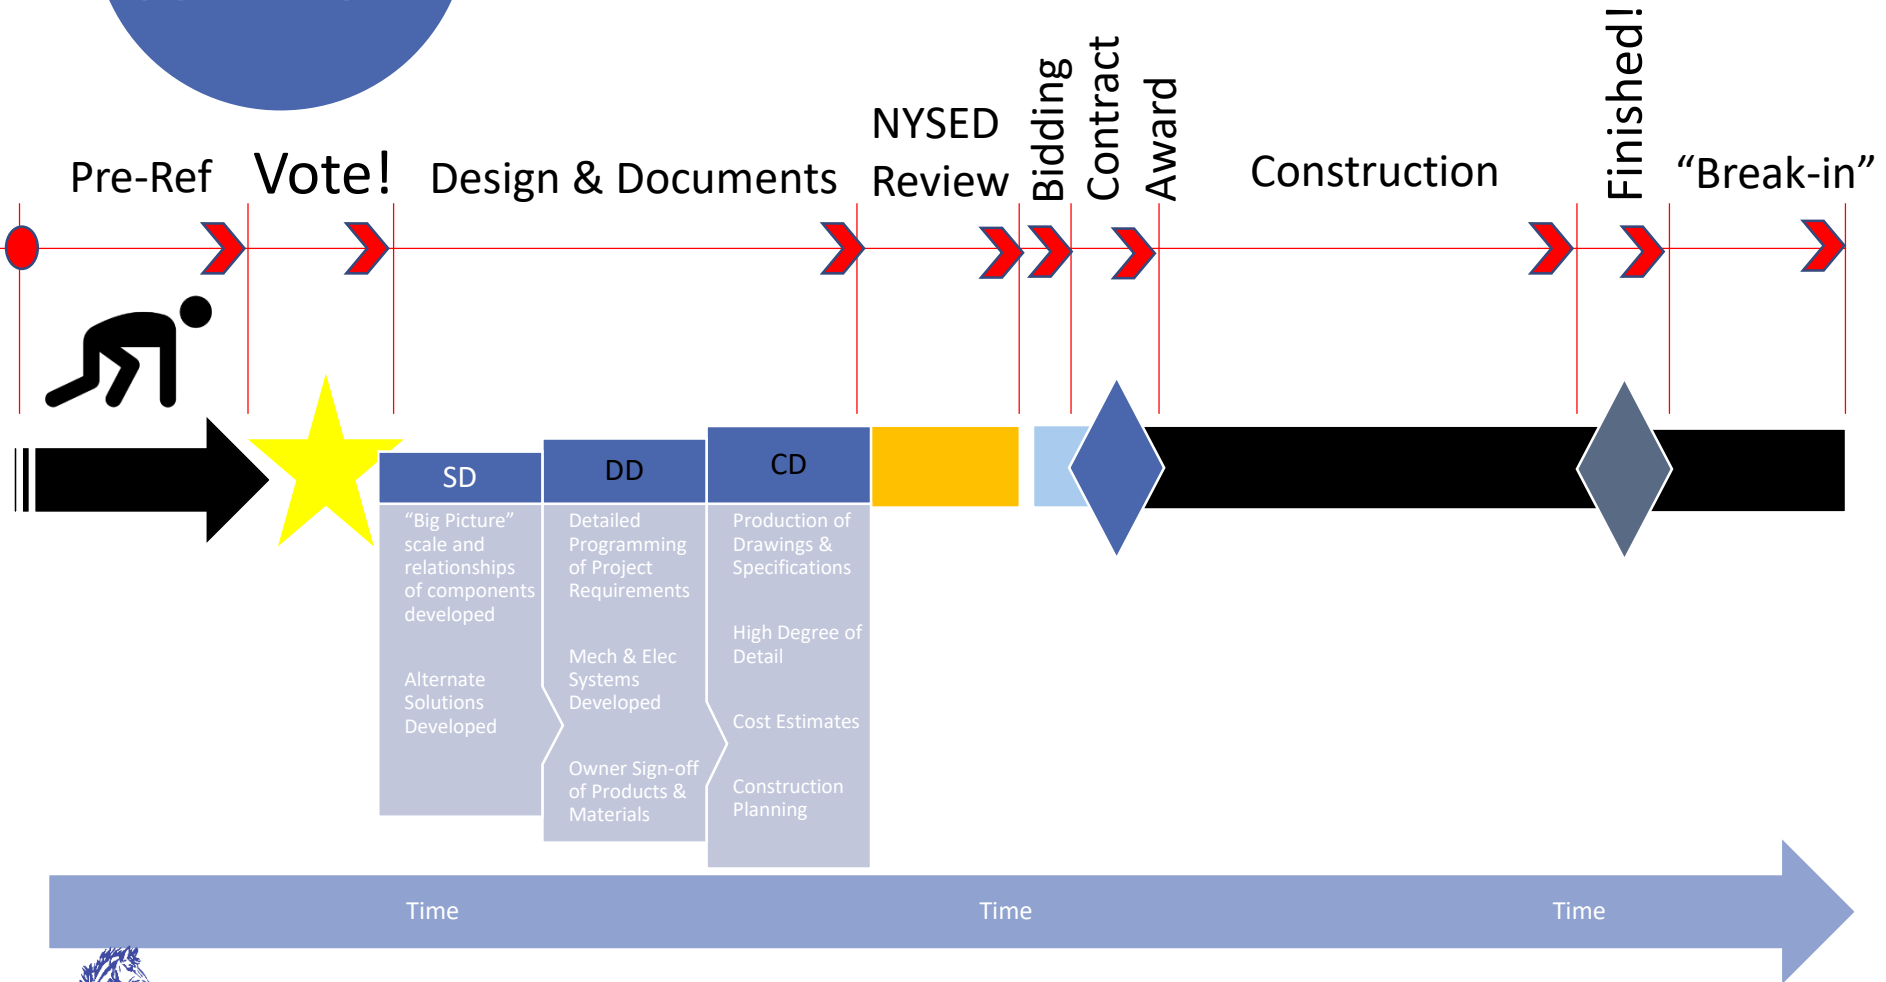 Pre-Ref
Vote!
Design & Documents
NYSED
Review
Bidding
Contract
Award
Construction
Finished!
“Break-in”
SD
“Big Picture”
scale and
relationships
of components
developed
Alternate
Solutions
Developed
DD
Detailed
Programming
of Project
Requirements
Mech & Elec
Systems
Developed
Owner Sign-off
of Products &
Materials
CD
Production of
Drawings &
Specifications
High Degree of
Detail
Cost Estimates
Construction
Planning
Time
Time
Time